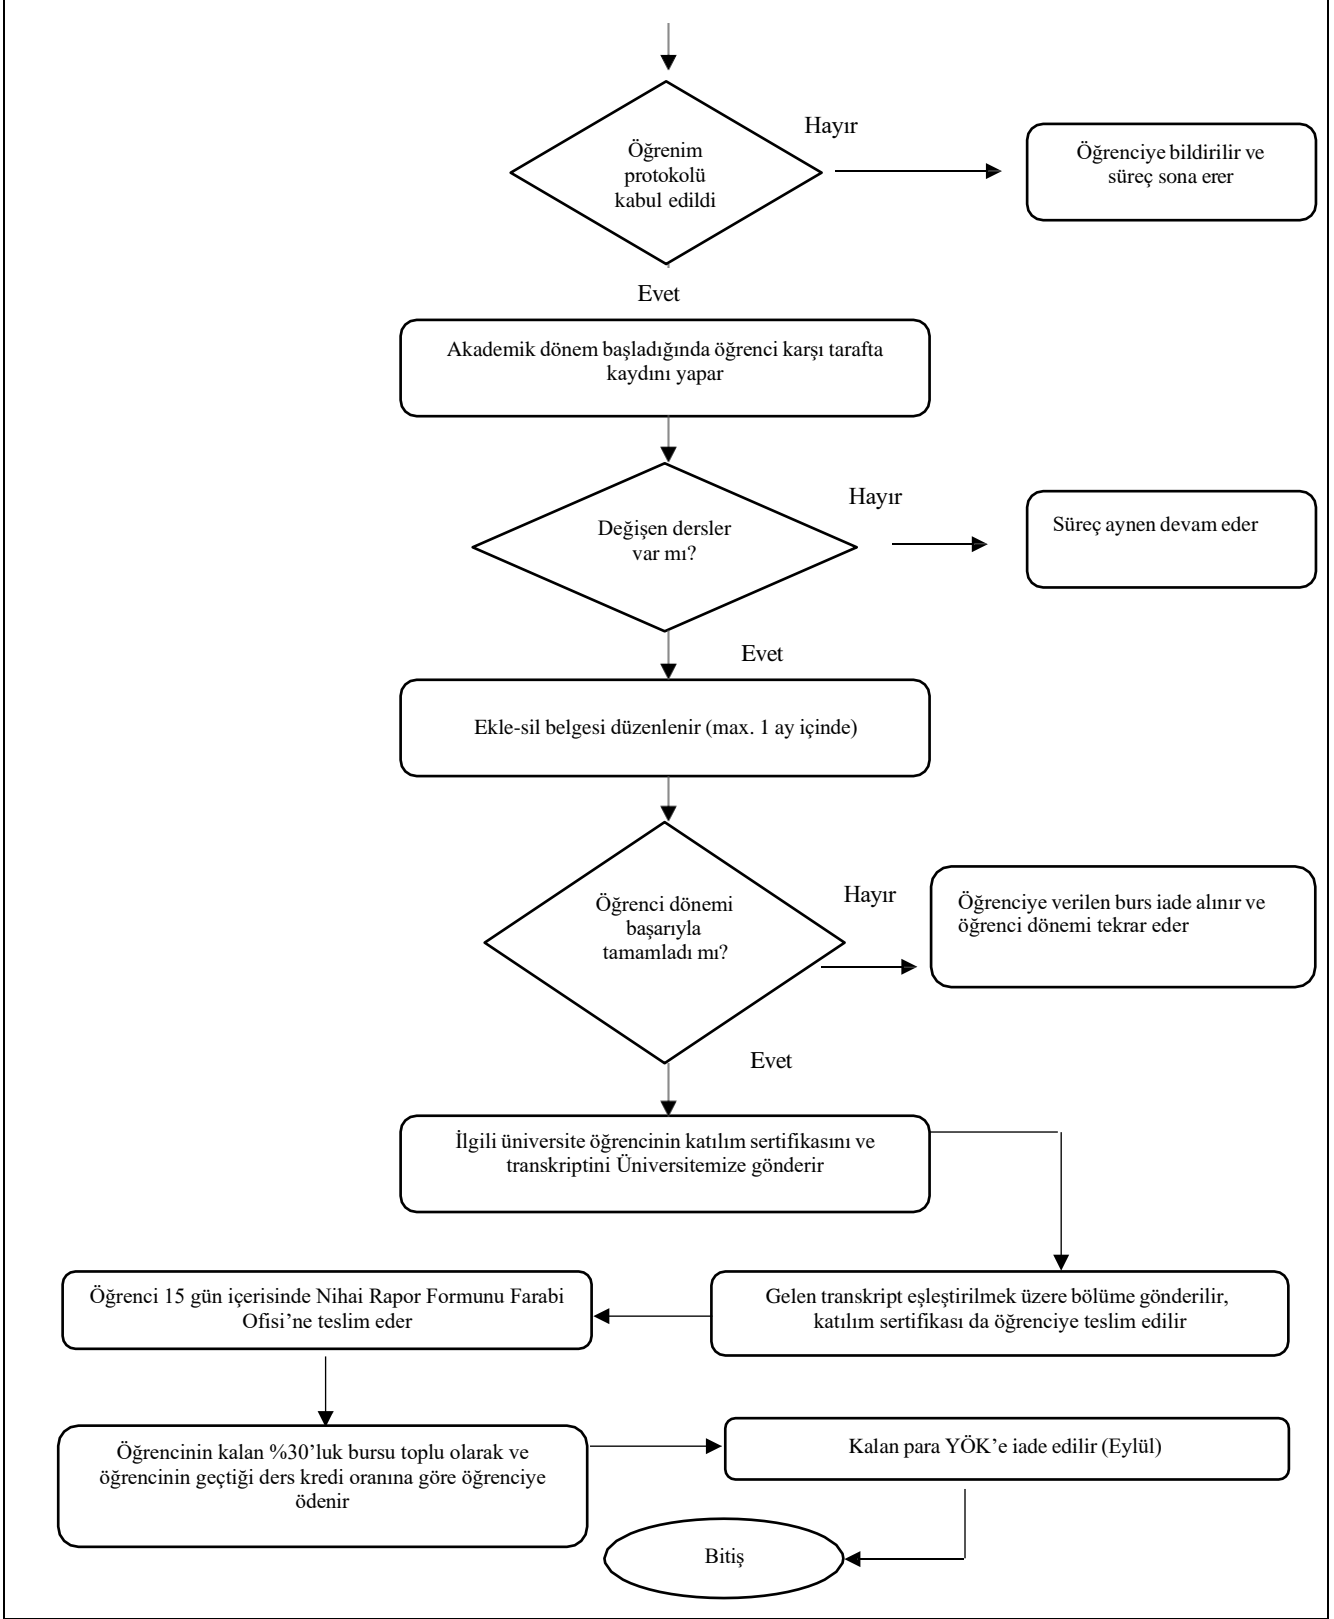 Hayır
Öğrenim
protokolü
kabul edildi
Öğrenciye bildirilir ve
süreç sona erer
Evet
Akademik dönem başladığında öğrenci karşı tarafta
kaydını yapar
Hayır
Değişen dersler
var mı?
Süreç aynen devam eder
Evet
Ekle-sil belgesi düzenlenir (max. 1 ay içinde)
Hayır
Öğrenci dönemi
başarıyla
tamamladı mı?
Öğrenciye verilen burs iade alınır ve
öğrenci dönemi tekrar eder
Evet
İlgili üniversite öğrencinin katılım sertifikasını ve
transkriptini Üniversitemize gönderir
Gelen transkript eşleştirilmek üzere bölüme gönderilir,
katılım sertifikası da öğrenciye teslim edilir
Öğrenci 15 gün içerisinde Nihai Rapor Formunu Farabi
Ofisi’ne teslim eder
Öğrencinin kalan %30’luk bursu toplu olarak ve
öğrencinin geçtiği ders kredi oranına göre öğrenciye
ödenir
Kalan para YÖK’e iade edilir (Eylül)
Bitiş